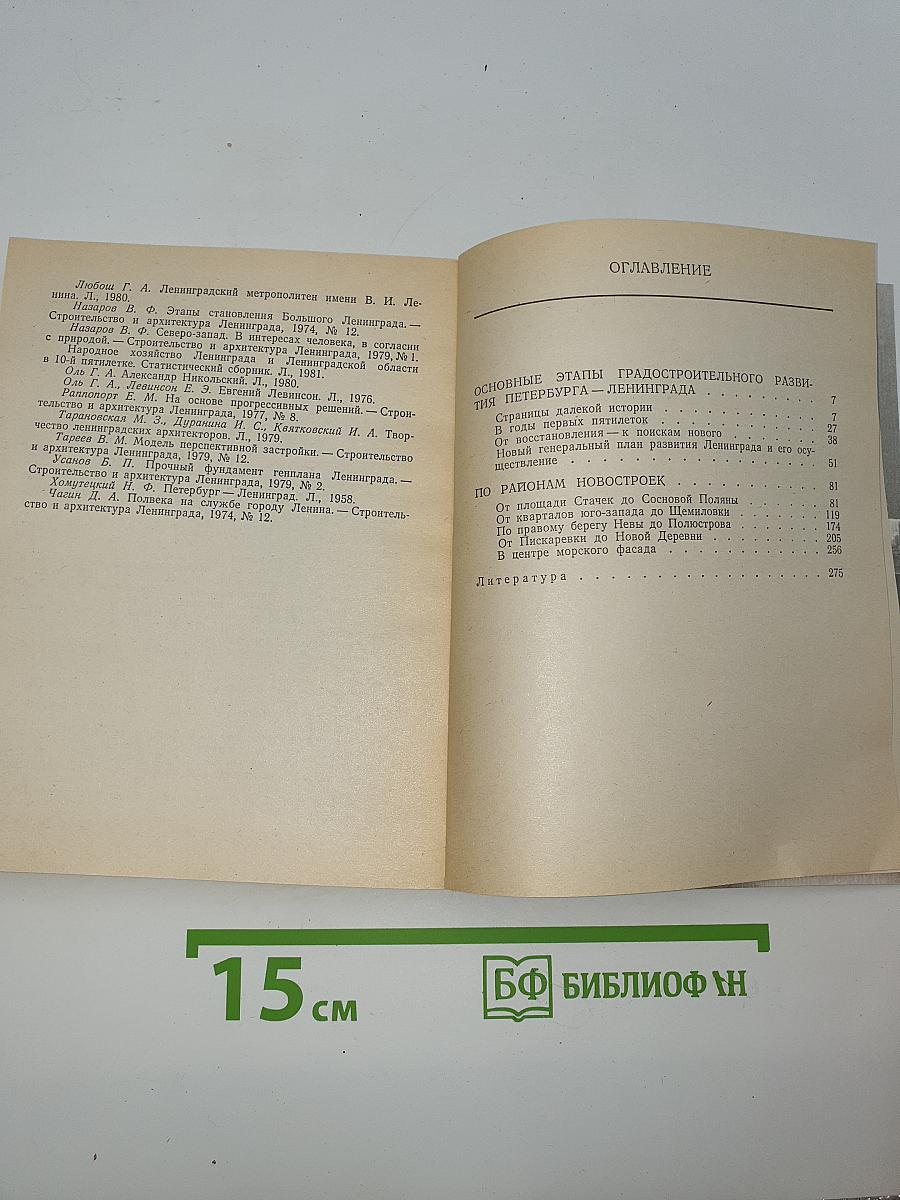 Любош Г. А. Ленинградский метрополитен имени В. И. Ле-
нина. Л., 1980.
Назаров В. Ф. Этапы становления Большого Ленинграда. —
Строительство и архитектура Ленинграда, 1974, № 12.
Назаров В. Ф. Северо-запад. В интересах человека, в согласии
с природой. — Строительство и архитектура Ленинграда, 1979, № 1.
Народное хозяйство Ленинграда и Ленинградской области
в 10-й пятилетке. Статистический сборник. Л., 1981.
Оль Г. А. Александр Никольский. Л., 1980.
Оль Г. А., Левинсон Е. Э. Евгений Левинсон. Л., 1976.
Раппопорт Е. М. На основе прогрессивных решений. — Строи-
тельство и архитектура Ленинграда, 1977, № 8.
Тарановская М. З., Дуранина И. С., Квятковский И. А. Твор-
чество ленинградских архитекторов. Л., 1979.
Тареев В. М. Модель перспективной застройки. — Строительство
и архитектура Ленинграда, 1979, № 12.
Усанов Б. П. Прочный фундамент генплана Ленинграда. —
Строительство и архитектура Ленинграда, 1979, № 2.
Хомутецкий Н. Ф. Петербург — Ленинград. Л., 1958.
Чагин Д. А. Полвека на службе городу Ленина. — Строитель-
ство и архитектура Ленинграда, 1974, № 12.
ОГЛАВЛЕНИЕ
ОСНОВНЫЕ ЭТАПЫ ГРАДОСТРОИТЕЛЬНОГО РАЗВИ-
ТИЯ ПЕТЕРБУРГА — ЛЕНИНГРАДА . . . . . . . . 7
Страницы далекой истории . . . . . . . . . . . 7
В годы первых пятилеток . . . . . . . . . . . 27
От восстановления — к поискам нового . . . . . . . 38
Новый генеральный план развития Ленинграда и его осу-
ществление . . . . . . . . . . . . . . . 51
ПО РАЙОНАМ НОВОСТРОЕК . . . . . . . . . . 81
От площади Стачек до Сосновой Поляны . . . . . . 81
От кварталов юго-запада до Щемиловки . . . . . . 119
По правому берегу Невы до Полюстрова . . . . . . 174
От Пискаревки до Новой Деревни . . . . . . . . 205
В центре морского фасада . . . . . . . . . . 256
Литература . . . . . . . . . . . . . . . . . 275
15 см
БФ БИБЛИОФ